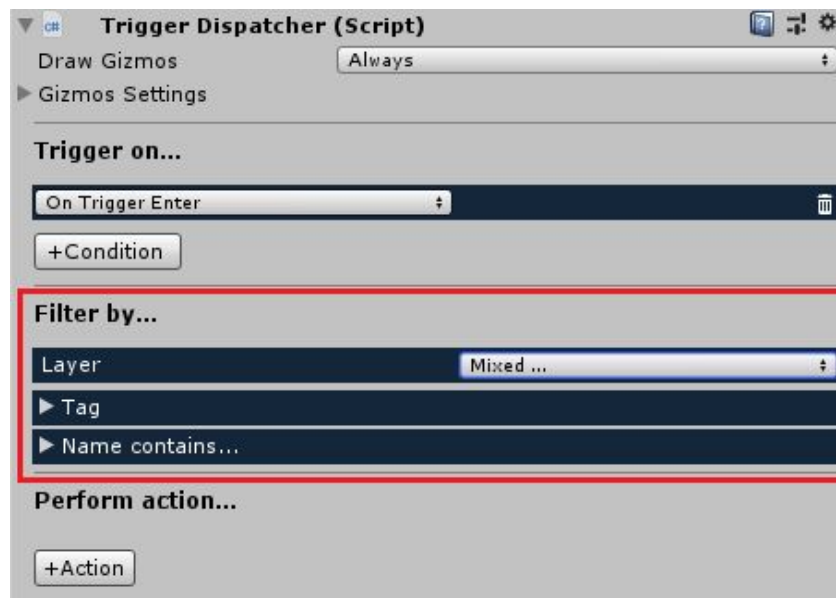 c# Trigger Dispatcher (Script)
Draw Gizmos Always
Gizmos Settings
Trigger on...
On Trigger Enter
+Condition
Filter by...
Layer Mixed ...
Tag
Name contains...
Perform action...
+Action